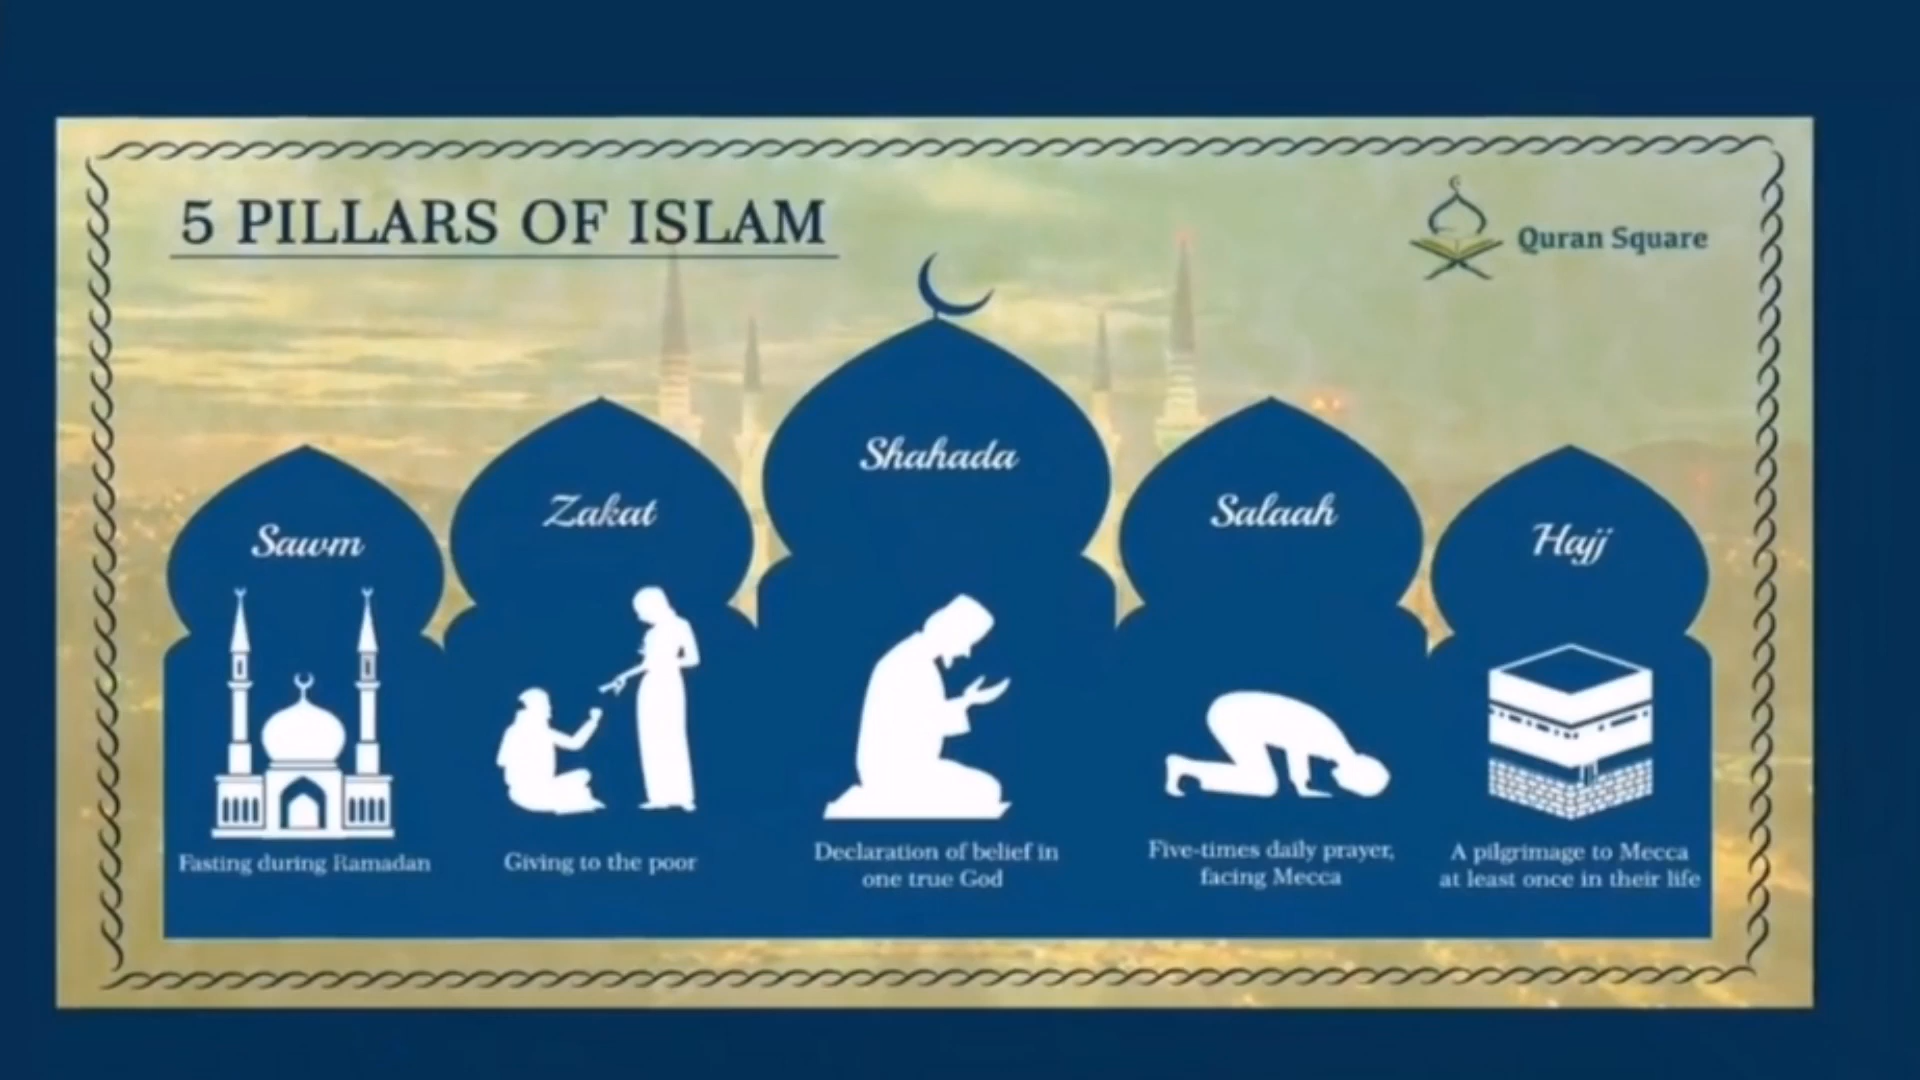 5 PILLARS OF ISLAM
Quran Square
Sawm
Fasting during Ramadan
Zakat
Giving to the poor
Shahada
Declaration of belief in
one true God
Salaah
Five-times daily prayer,
facing Mecca
Hajj
A pilgrimage to Mecca
at least once in their life